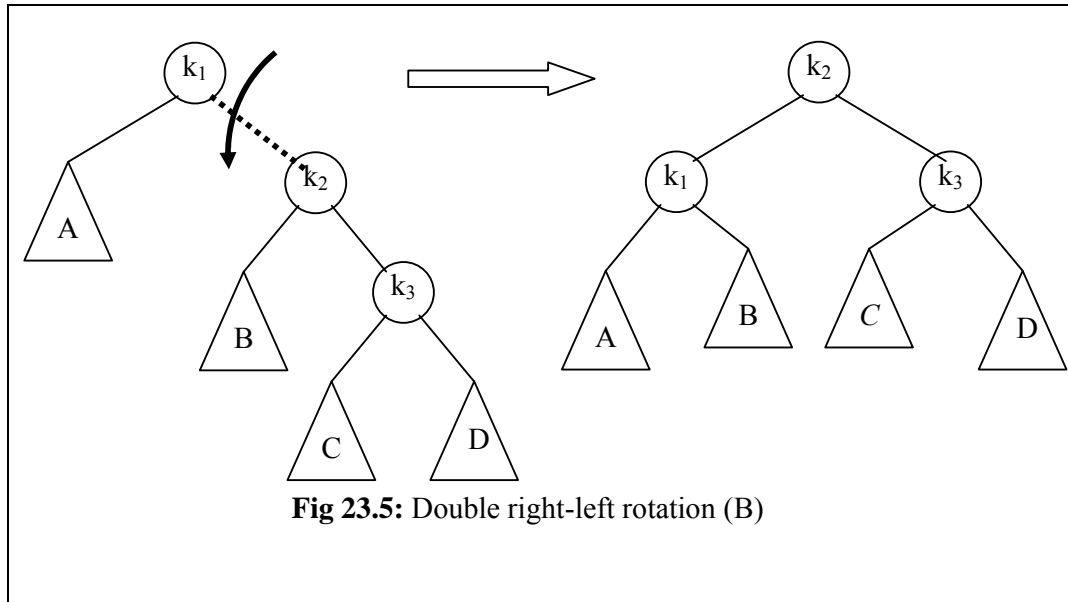 k₁
k₂
k₂
k₁
k₃
A
k₃
B
A
B
C
D
C
D
Fig 23.5: Double right-left rotation (B)